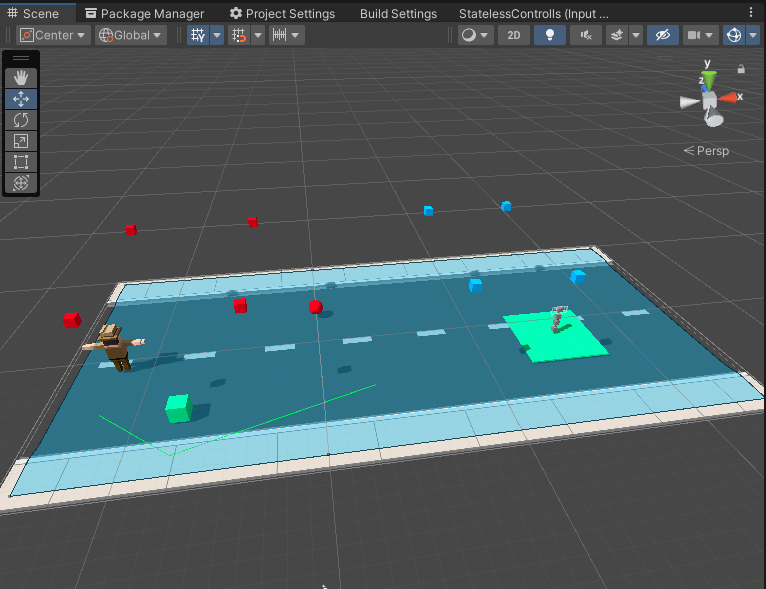 Scene Package Manager Project Settings Build Settings StatelessControlls (Input ...
Center Global 2D
y
z
x
Persp